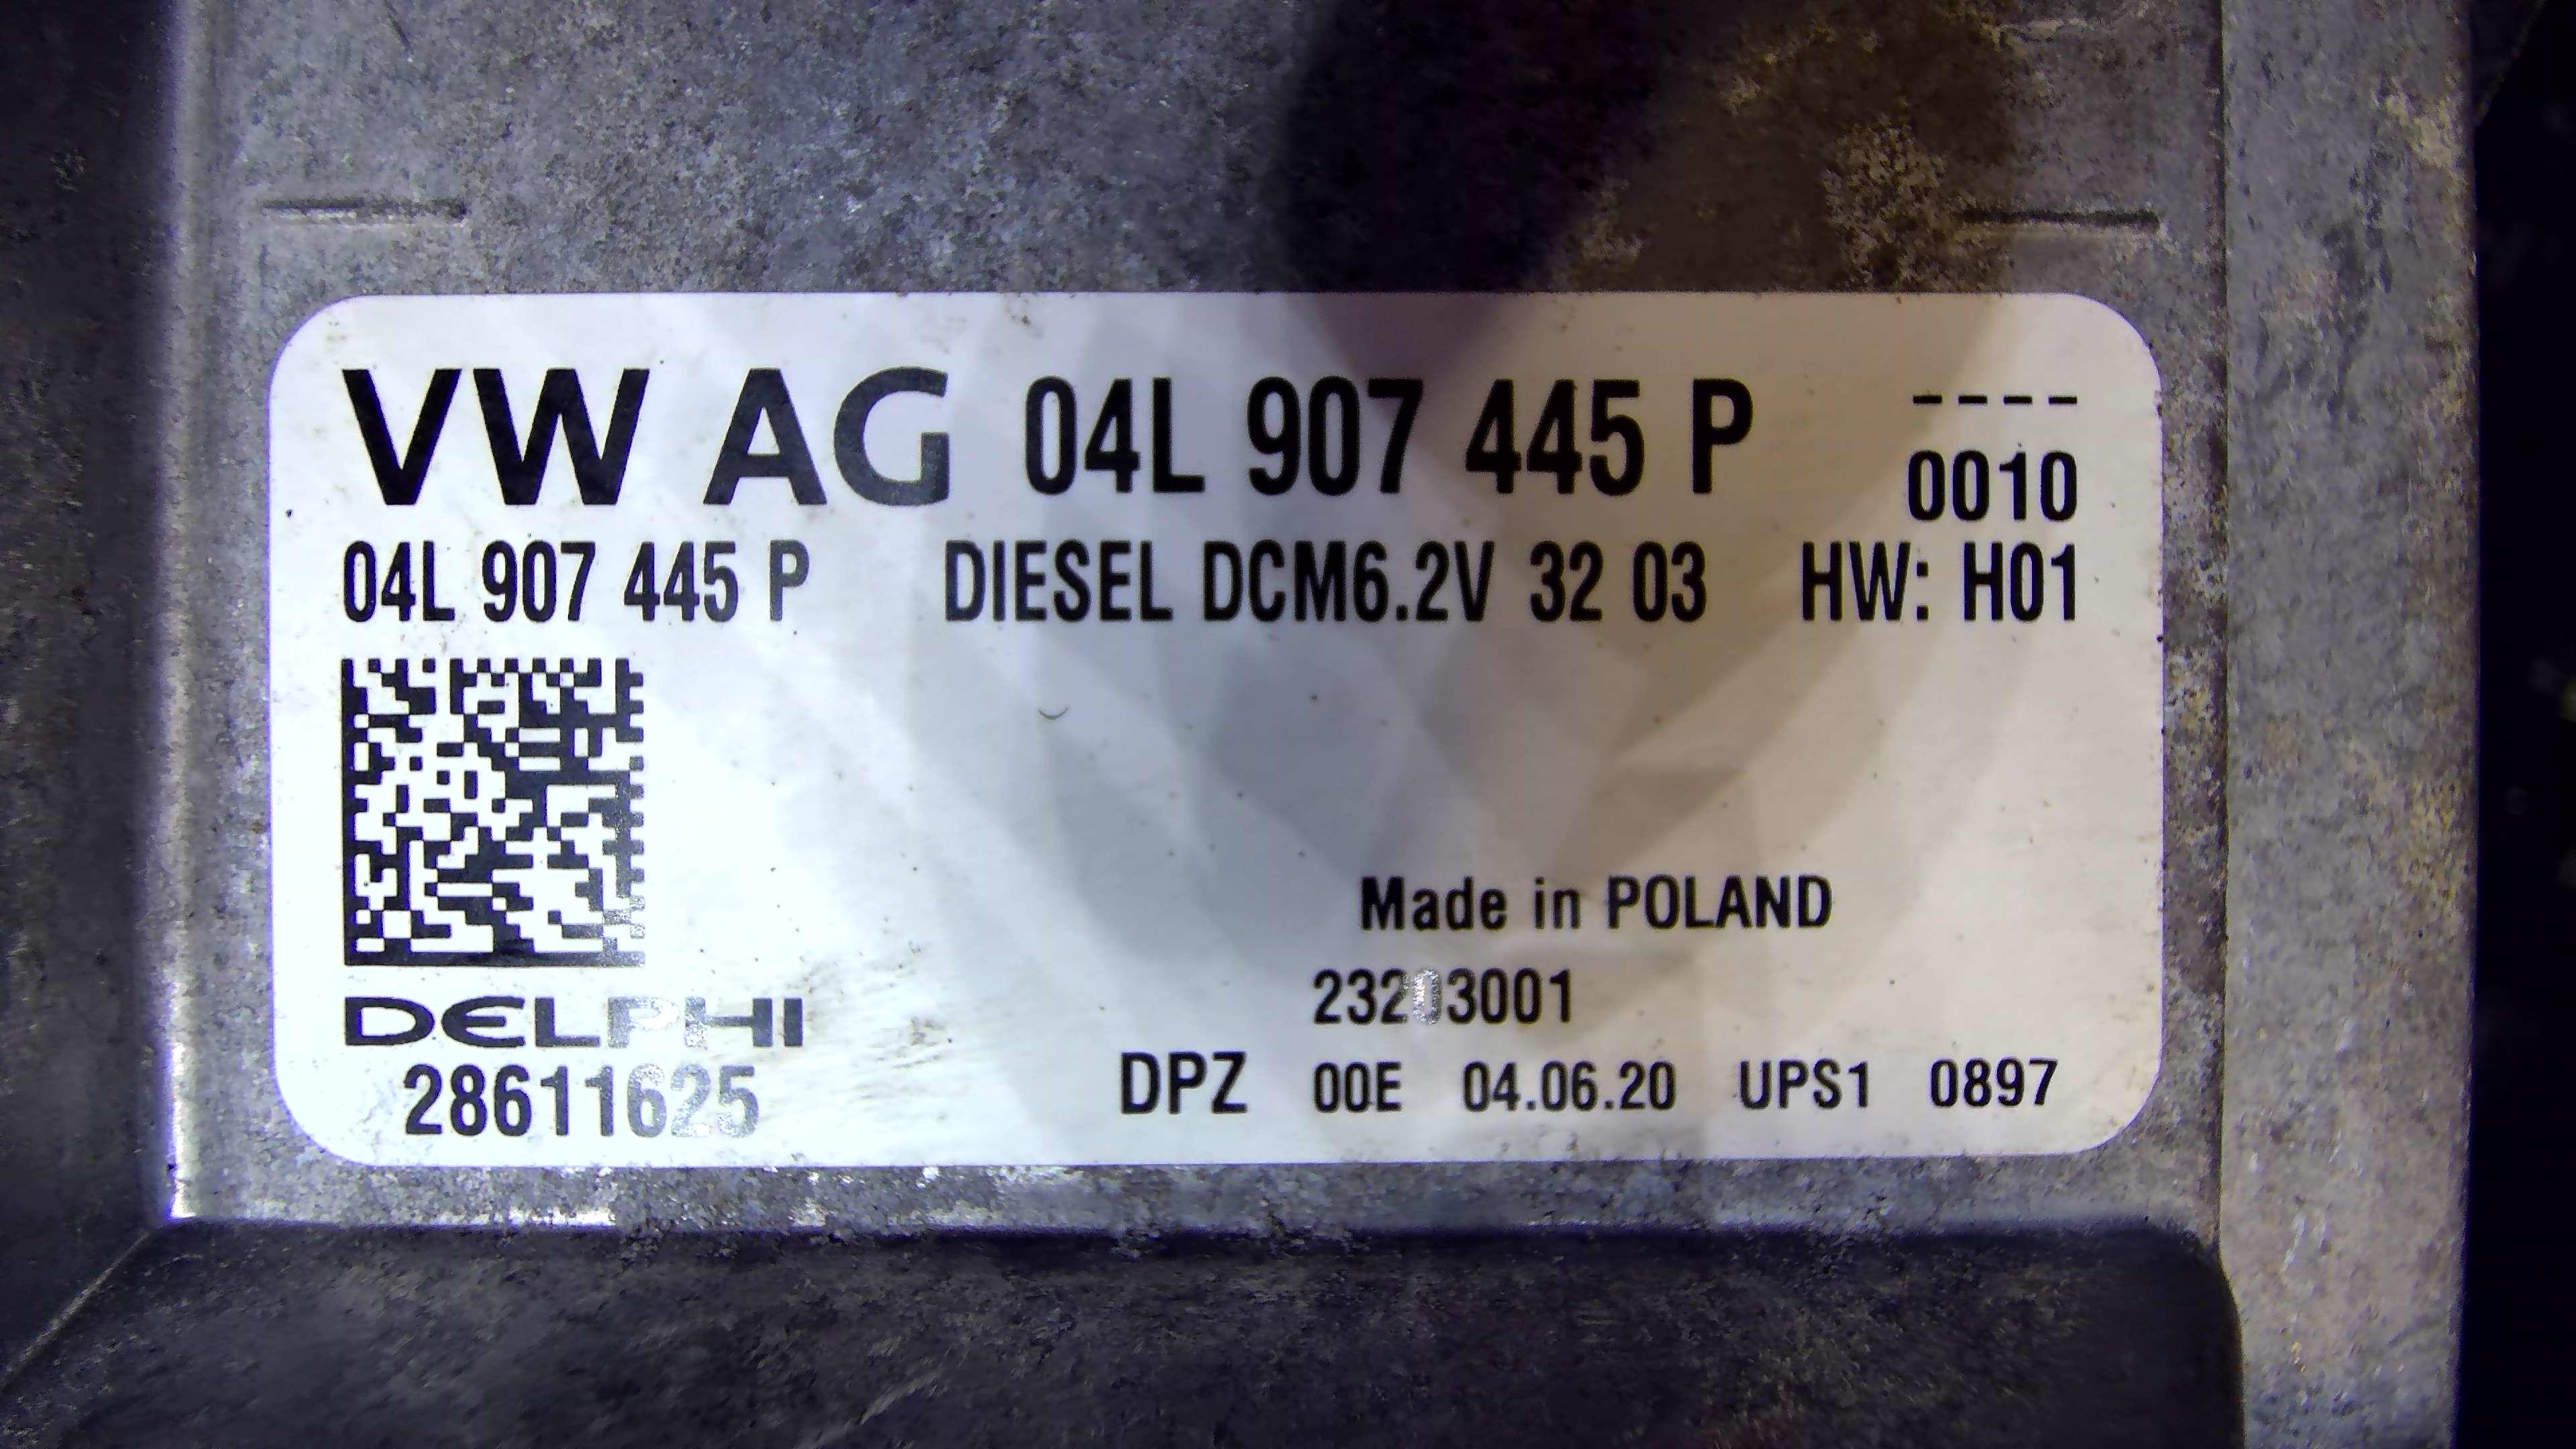 VW AG 04L 907 445 P ----
0010
04L 907 445 P DIESEL DCM6.2V 32 03 HW: H01
Made in POLAND
23203001
DELPHI
28611625
DPZ 00E 04.06.20 UPS1 0897